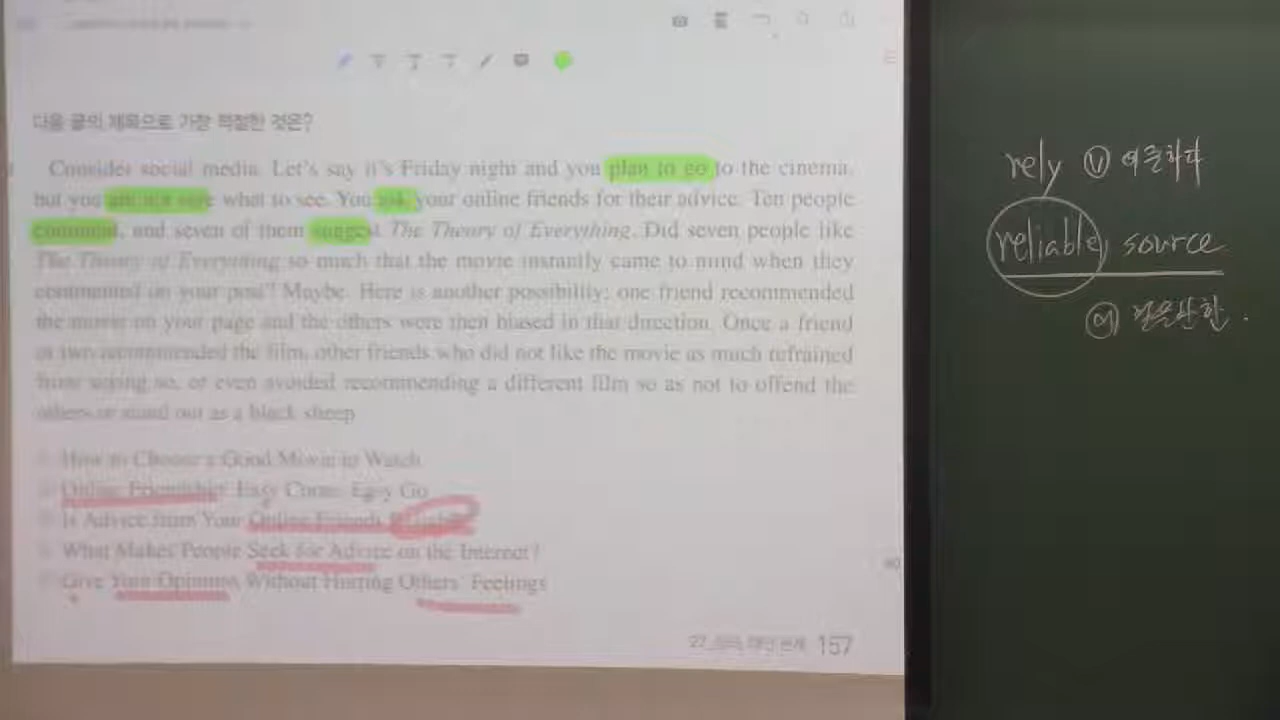 다음 글의 제목으로 가장 적절한 것은?
Consider social media. Let's say it's Friday night and you plan to go to the cinema,
but you are not sure what to see. You ask your online friends for their advice. Ten people
comment, and seven of them suggest The Theory of Everything. Did seven people like
The Theory of Everything so much that the movie instantly came to mind when they
commented on your post? Maybe. Here is another possibility: one friend recommended
the movie on your page and the others were then biased in that direction. Once a friend
or two recommended the film, other friends who did not like the movie as much refrained
from saying so, or even avoided recommending a different film so as not to offend the
others or stand out as a black sheep
How to Choose a Good Movie to Watch
Online Friendship: Easy Come, Easy Go
Is Advice from Your Online Friends Reliable?
What Makes People Seek for Advice on the Internet?
Give Your Opinion Without Hurting Others' Feelings
157
rely Ⓥ
reliable source